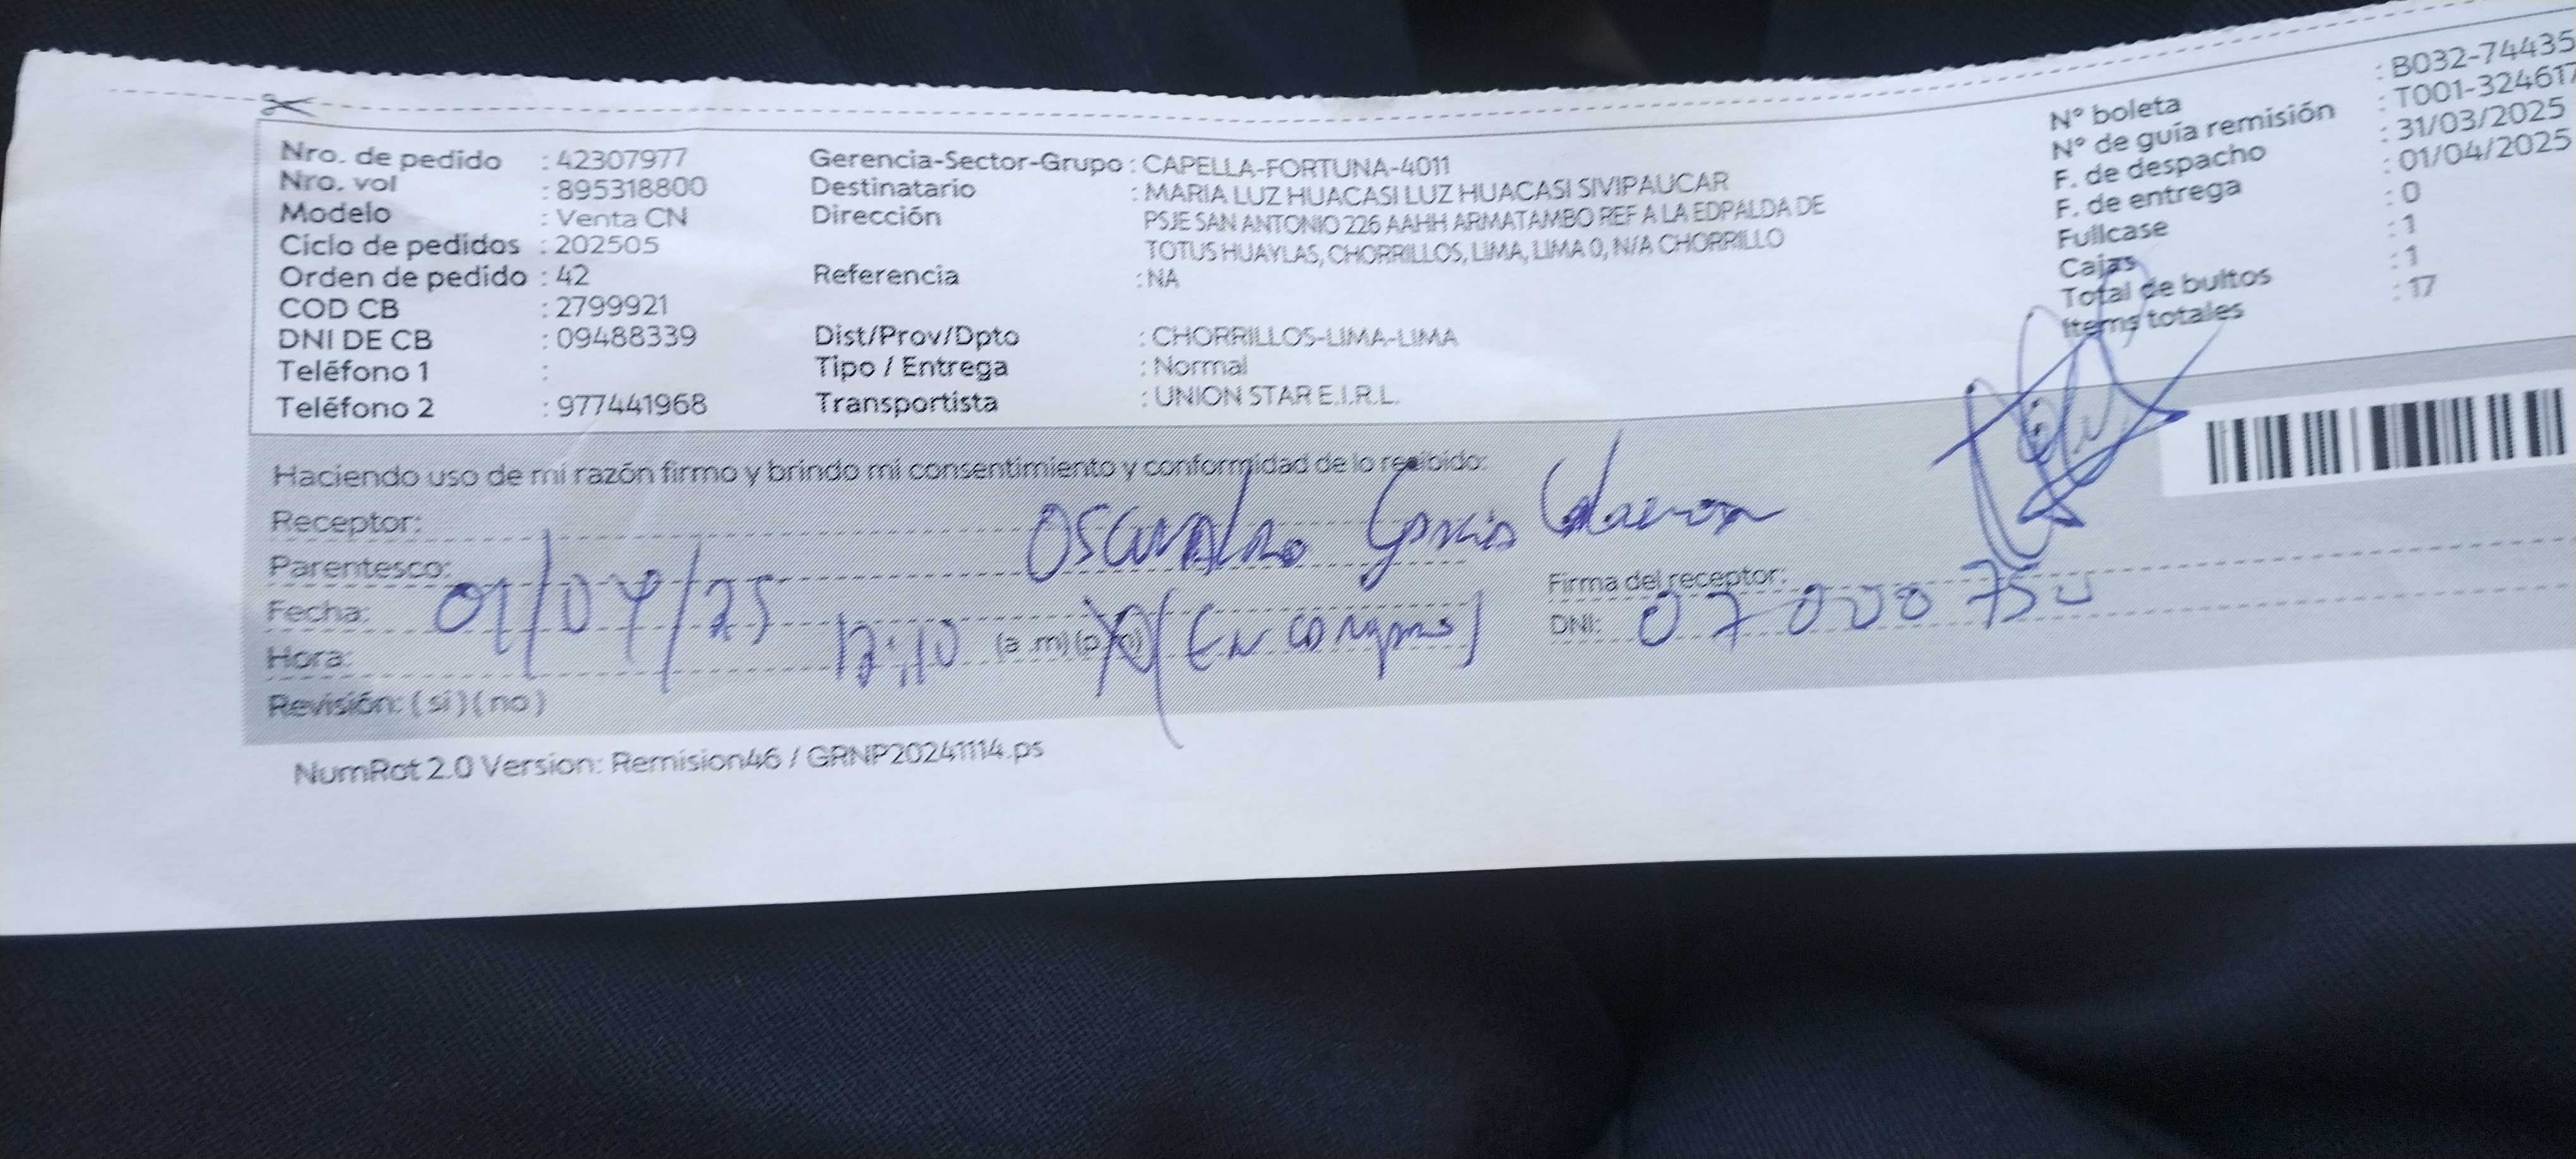 Nro. de pedido : 42307977
Nro. vol : 895318800
Modelo : Venta CN
Ciclo de pedidos : 202505
Orden de pedido : 42
COD CB : 2799921
DNI DE CB : 09488339
Teléfono 1 :
Teléfono 2 : 977441968
Gerencia-Sector-Grupo : CAPELLA-FORTUNA-4011
Destinatario : MARIA LUZ HUACASI LUZ HUACASI SIVIPAUCAR
Dirección PSJE SAN ANTONIO 226 AAHH ARMATAMBO REF A LA EDPALDA DE
TOTUS HUAYLAS, CHORRILLOS, LIMA, LIMA 0, N/A CHORRILLO
Referencia : NA
Dist/Prov/Dpto : CHORRILLOS-LIMA-LIMA
Tipo / Entrega : Normal
Transportista : UNION STAR E.I.R.L.
N° boleta : B032-74435
N° de guía remisión : T001-324617
F. de despacho : 31/03/2025
F. de entrega : 01/04/2025
Fullcase : 0
Cajas : 1
Total de bultos : 1
Items totales : 17
Haciendo uso de mi razón firmo y brindo mi consentimiento y conformidad de lo recibido:
Receptor:
Parentesco:
Fecha: 01/04/25
Hora: 12:10 (a .m) (p.m)
Revisión: ( si ) ( no )
Firma del receptor:
DNI:
NumRot 2.0 Version: Remision46 / GRNP20241114.ps